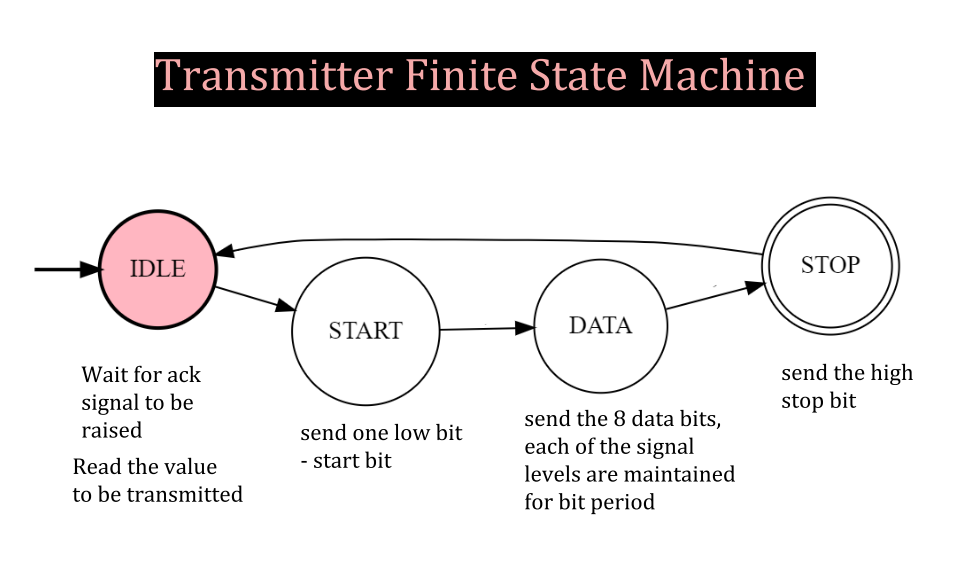 Transmitter Finite State Machine
IDLE
START
DATA
STOP
Wait for ack
signal to be
raised
Read the value
to be transmitted
send one low bit
- start bit
send the 8 data bits,
each of the signal
levels are maintained
for bit period
send the high
stop bit